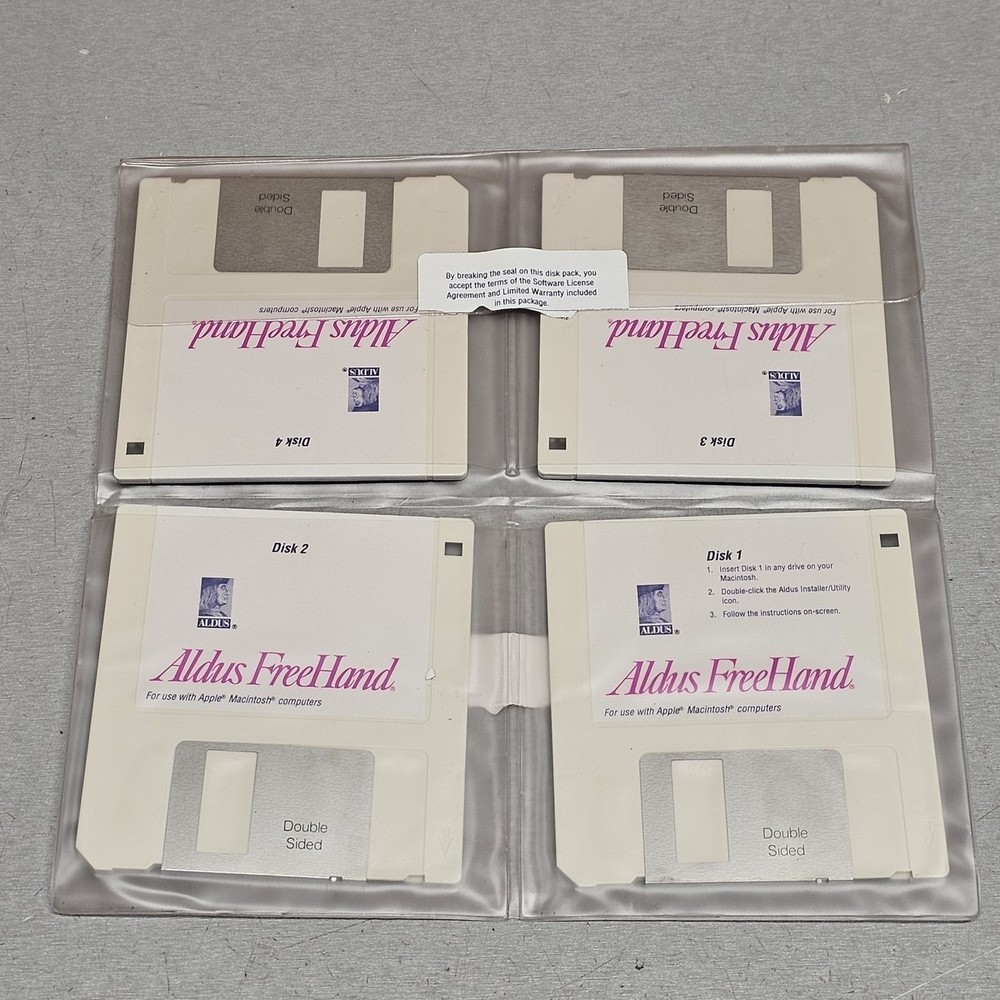 Double
Sided
Double
Sided
By breaking the seal on this disk pack, you
accept the terms of the Software License
Agreement and Limited Warranty included
in this package.
For use with Apple® Macintosh® computers
Aldus FreeHand®
ALDUS®
Disk 4
For use with Apple® Macintosh® computers
Aldus FreeHand
ALDUS®
Disk 3
Disk 2
ALDUS®
Aldus FreeHand®
For use with Apple® Macintosh® computers
Double
Sided
Disk 1
1. Insert Disk 1 in any drive on your
Macintosh.
2. Double-click the Aldus Installer/Utility
icon.
3. Follow the instructions on-screen.
ALDUS®
Aldus FreeHand®
For use with Apple® Macintosh® computers
Double
Sided